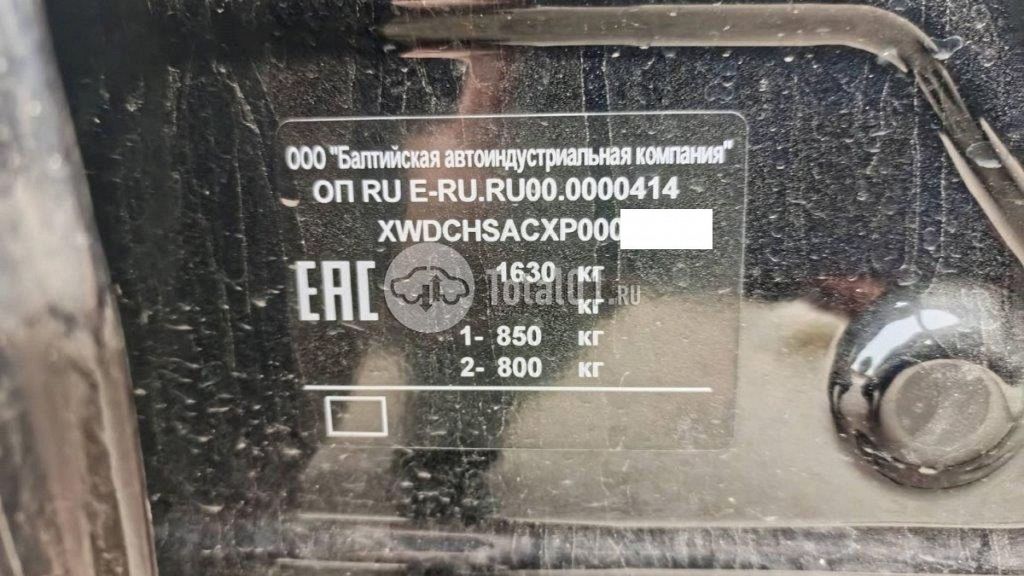 ООО "Балтийская автоиндустриальная компания"
ОП RU E-RU.RU00.0000414
XWDCHSACXP000
EAC
1630 кг
кг
1- 850 кг
2- 800 кг
.RU